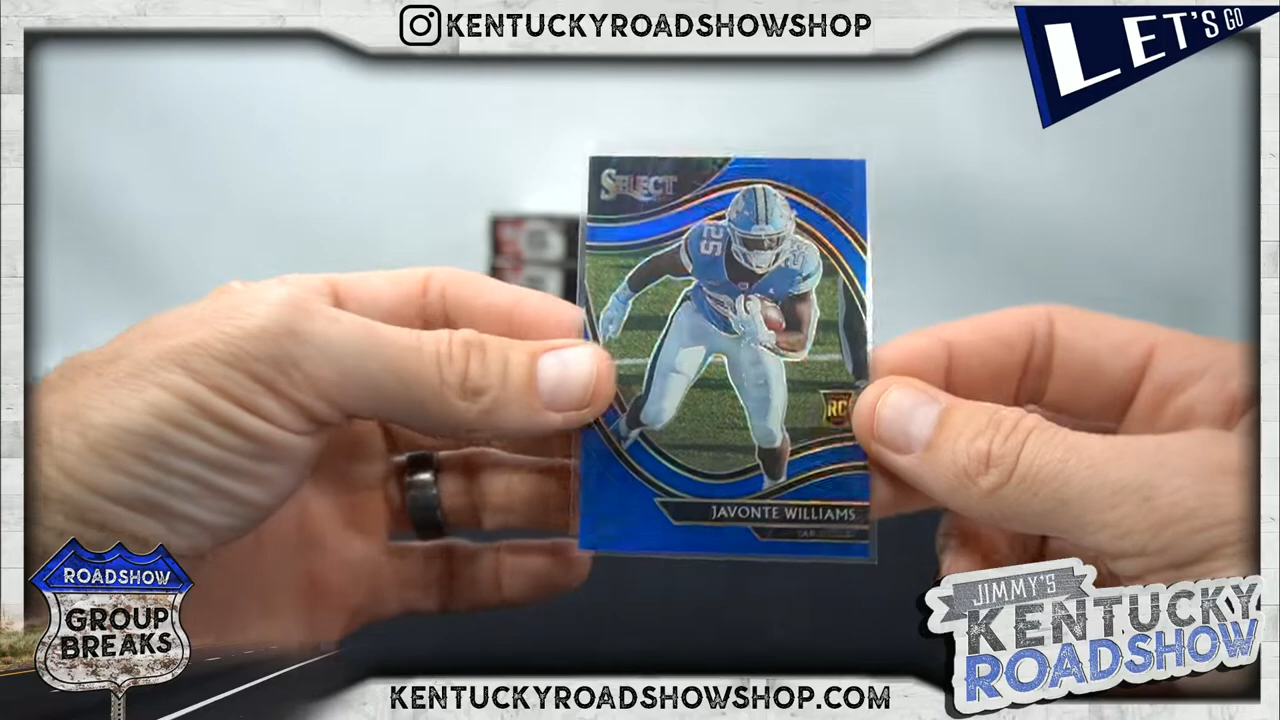 KENTUCKYROADSHOWSHOP
LET'S GO
SELECT
25
RC
JAVONTE WILLIAMS
ROADSHOW
GROUP
BREAKS
JIMMY'S
KENTUCKY
ROADSHOW
KENTUCKYROADSHOWSHOP.COM